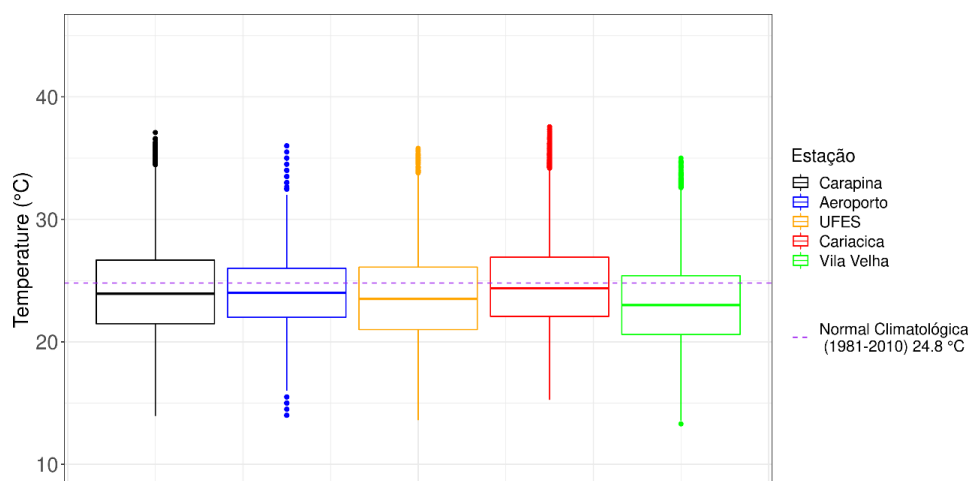 40
30
20
10
Temperature (°C)
Estação
Carapina
Aeroporto
UFES
Cariacica
Vila Velha
Normal Climatológica
(1981-2010) 24.8 °C